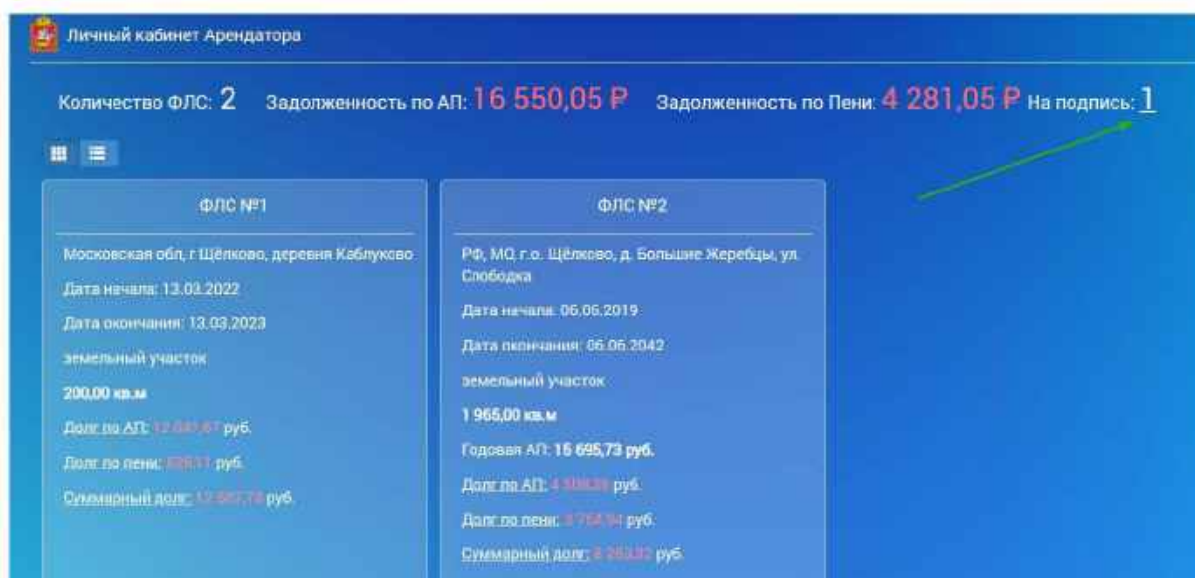 Личный кабинет Арендатора
Количество ФЛС: 2 Задолженность по АП: 16 550,05 ₽ Задолженность по Пени: 4 281,05 ₽ На подпись: 1
ФЛС №1
Московская обл, г Щёлково, деревня Каблуково
Дата начала: 13.03.2022
Дата окончания: 13.03.2023
земельный участок
200,00 кв.м
Долг по АП: руб.
Долг по пени: руб.
Суммарный долг: руб.
ФЛС №2
РФ, МО, г.о. Щёлково, д. Большие Жеребцы, ул.
Слободка
Дата начала: 06.06.2019
Дата окончания: 06.06.2042
земельный участок
1 965,00 кв.м
Годовая АП: 15 695,73 руб.
Долг по АП: руб.
Долг по пени: руб.
Суммарный долг: руб.